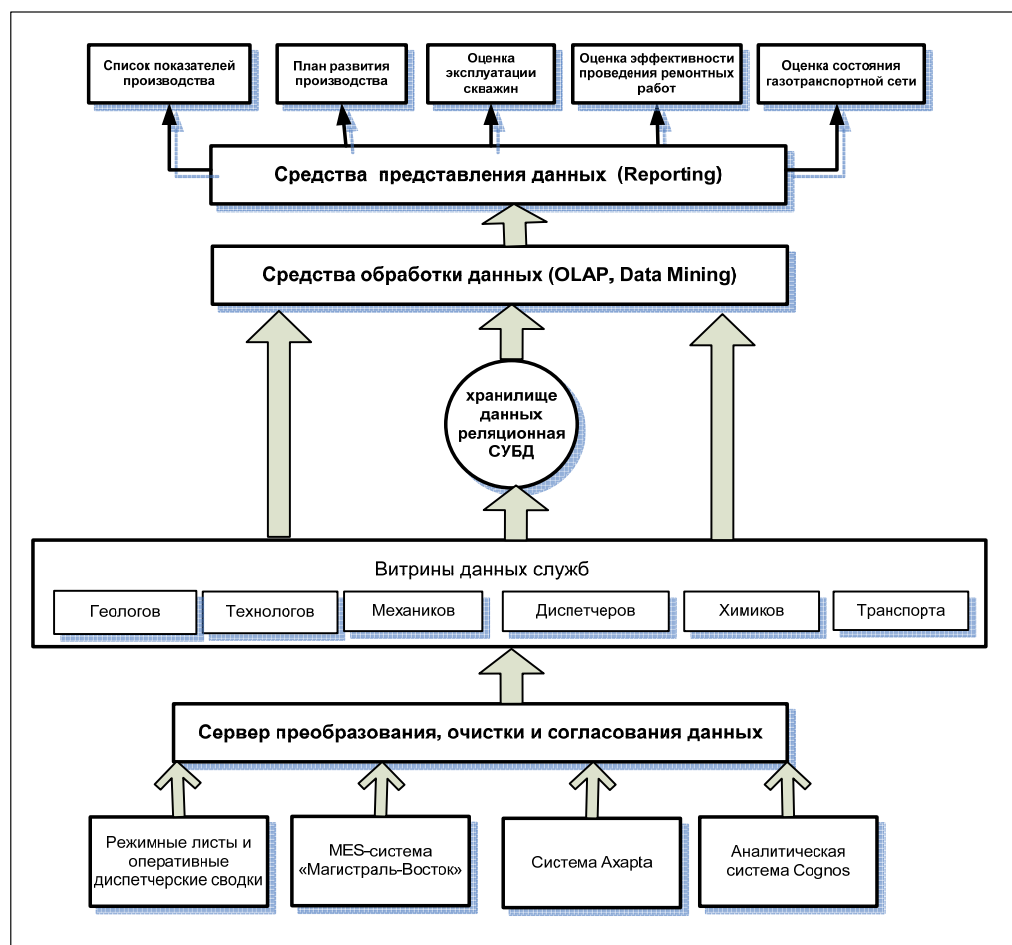 Список показателей
производства
План развития
производства
Оценка
эксплуатации
скважин
Оценка эффективности
проведения ремонтных
работ
Оценка состояния
газотранспортной сети
Средства представления данных (Reporting)
Средства обработки данных (OLAP, Data Mining)
хранилище
данных
реляционная
СУБД
Витрины данных служб
Геологов
Технологов
Механиков
Диспетчеров
Химиков
Транспорта
Сервер преобразования, очистки и согласования данных
Режимные листы и
оперативные
диспетчерские сводки
MES-система
«Магистраль-Восток»
Система Axapta
Аналитическая
система Cognos